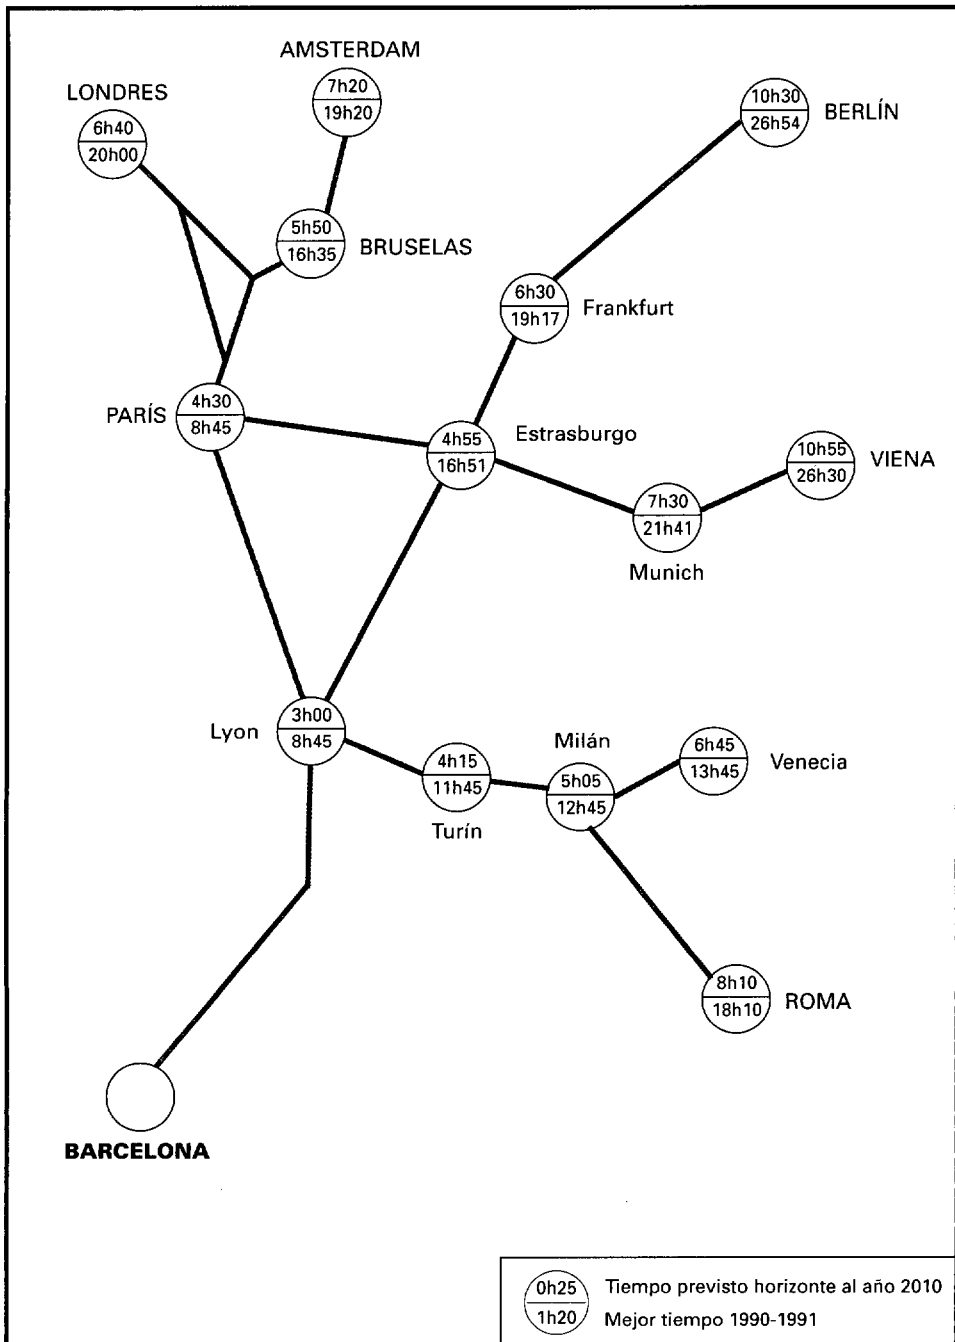 AMSTERDAM
7h20
19h20
LONDRES
6h40
20h00
10h30
26h54
BERLÍN
5h50
16h35
BRUSELAS
6h30
19h17
Frankfurt
PARÍS
4h30
8h45
4h55
16h51
Estrasburgo
10h55
26h30
VIENA
7h30
21h41
Munich
Lyon
3h00
8h45
4h15
11h45
Turín
Milán
5h05
12h45
6h45
13h45
Venecia
8h10
18h10
ROMA
BARCELONA
0h25 Tiempo previsto horizonte al año 2010
1h20 Mejor tiempo 1990-1991